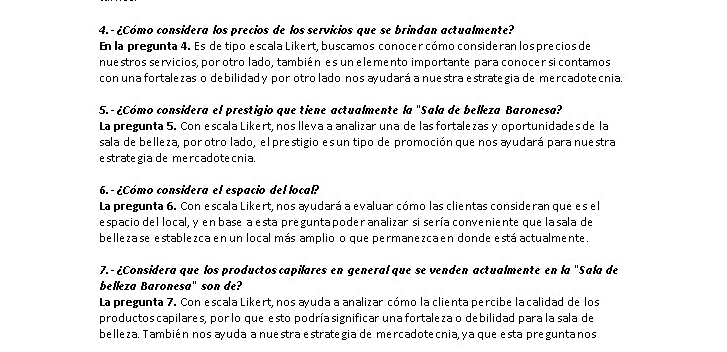 4.- ¿Cómo considera los precios de los servicios que se brindan actualmente?
En la pregunta 4. Es de tipo escala Likert, buscamos conocer cómo consideran los precios de
nuestros servicios, por otro lado, también es un elemento importante para conocer si contamos
con una fortalezas o debilidad y por otro lado nos ayudará a nuestra estrategia de mercadotecnia.
5.- ¿Cómo considera el prestigio que tiene actualmente la "Sala de belleza Baronesa?
La pregunta 5. Con escala Likert, nos lleva a analizar una de las fortalezas y oportunidades de la
sala de belleza, por otro lado, el prestigio es un tipo de promoción que nos ayudará para nuestra
estrategia de mercadotecnia.
6.- ¿Cómo considera el espacio del local?
La pregunta 6. Con escala Likert, nos ayudará a evaluar cómo las clientas consideran que es el
espacio del local, y en base a esta pregunta poder analizar si sería conveniente que la sala de
belleza se establezca en un local más amplio o que permanezca en donde está actualmente.
7.- ¿Considera que los productos capilares en general que se venden actualmente en la "Sala de
belleza Baronesa" son de?
La pregunta 7. Con escala Likert, nos ayuda a analizar cómo la clienta percibe la calidad de los
productos capilares, por lo que esto podría significar una fortaleza o debilidad para la sala de
belleza. También nos ayuda a nuestra estrategia de mercadotecnia, ya que esta pregunta nos